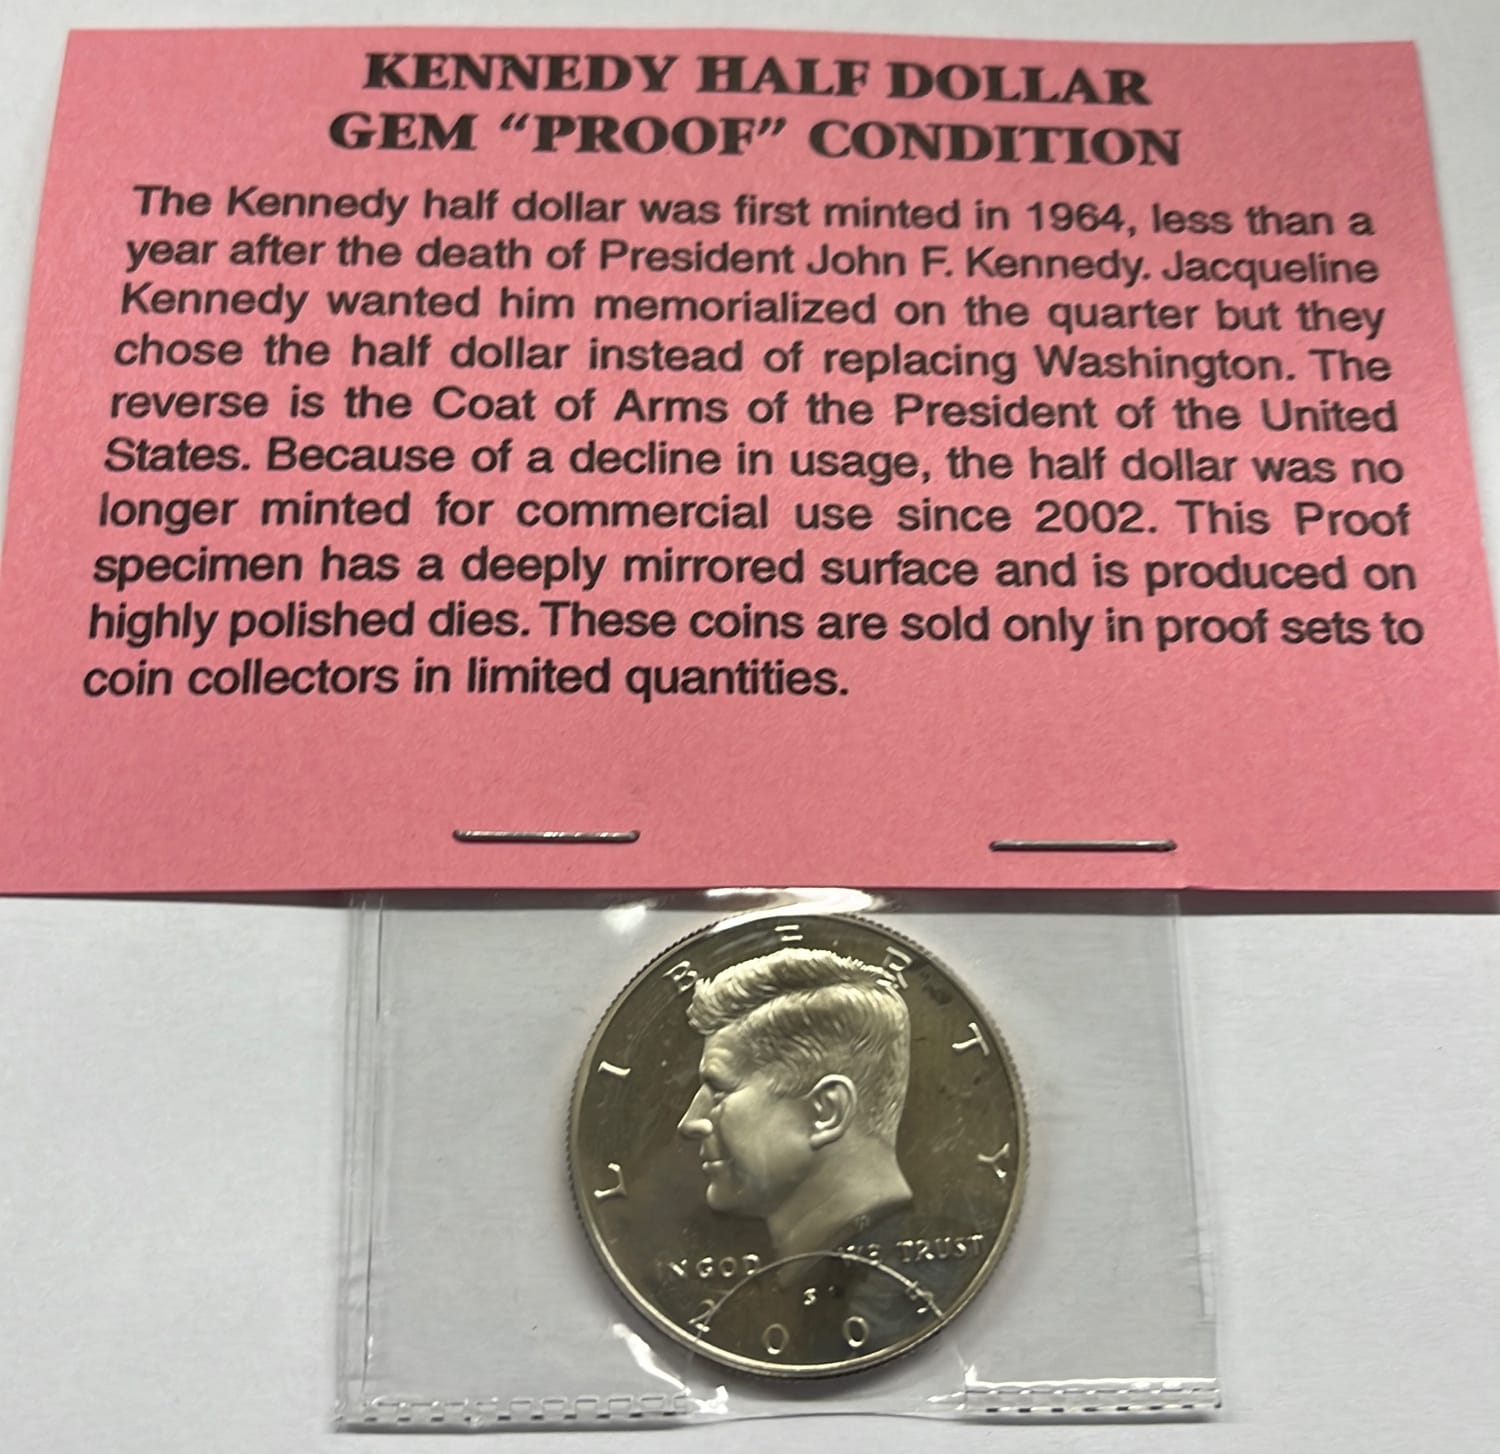 KENNEDY HALF DOLLAR
GEM “PROOF” CONDITION
The Kennedy half dollar was first minted in 1964, less than a
year after the death of President John F. Kennedy. Jacqueline
Kennedy wanted him memorialized on the quarter but they
chose the half dollar instead of replacing Washington. The
reverse is the Coat of Arms of the President of the United
States. Because of a decline in usage, the half dollar was no
longer minted for commercial use since 2002. This Proof
specimen has a deeply mirrored surface and is produced on
highly polished dies. These coins are sold only in proof sets to
coin collectors in limited quantities.
LIBERTY
IN GOD WE TRUST
S